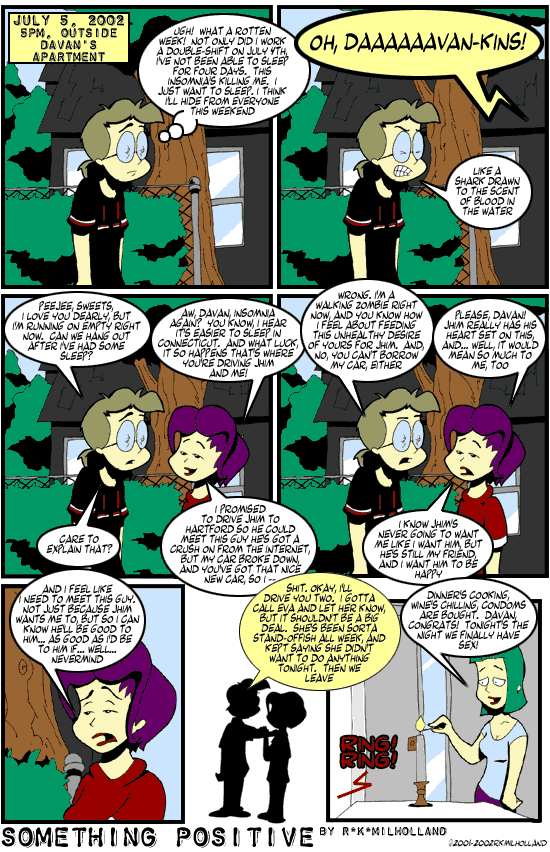 JULY 5, 2002
5PM, OUTSIDE
DAVAN'S
APARTMENT
UGH! WHAT A ROTTEN
WEEK! NOT ONLY DID I WORK
A DOUBLE-SHIFT ON JULY 4TH,
I'VE NOT BEEN ABLE TO SLEEP
FOR FOUR DAYS. THIS
INSOMNIA'S KILLING ME. I
JUST WANT TO SLEEP. I THINK
I'LL HIDE FROM EVERYONE
THIS WEEKEND
OH, DAAAAAAVAN-KINS!
LIKE A
SHARK DRAWN
TO THE SCENT
OF BLOOD IN
THE WATER
PEEJEE, SWEETS,
I LOVE YOU DEARLY, BUT
I'M RUNNING ON EMPTY RIGHT
NOW. CAN WE HANG OUT
AFTER I'VE HAD SOME
SLEEP??
AW, DAVAN, INSOMNIA
AGAIN? YOU KNOW, I HEAR
IT'S EASIER TO SLEEP IN
CONNECTICUT. AND WHAT LUCK,
IT SO HAPPENS THAT'S WHERE
YOU'RE DRIVING JHIM
AND ME!
CARE TO
EXPLAIN THAT?
I PROMISED
TO DRIVE JHIM TO
HARTFORD SO HE COULD
MEET THIS GUY HE'S GOT A
CRUSH ON FROM THE INTERNET,
BUT MY CAR BROKE DOWN,
AND YOU'VE GOT THAT NICE
NEW CAR, SO I --
WRONG. I'M A
WALKING ZOMBIE RIGHT
NOW, AND YOU KNOW HOW
I FEEL ABOUT FEEDING
THIS UNHEALTHY DESIRE
OF YOURS FOR JHIM. AND,
NO, YOU CAN'T BORROW
MY CAR, EITHER
PLEASE, DAVAN!
JHIM REALLY HAS HIS
HEART SET ON THIS,
AND... WELL, IT WOULD
MEAN SO MUCH TO
ME, TOO
I KNOW JHIM'S
NEVER GOING TO WANT
ME LIKE I WANT HIM, BUT
HE'S STILL MY FRIEND,
AND I WANT HIM TO BE
HAPPY
AND I FEEL LIKE
I NEED TO MEET THIS GUY.
NOT JUST BECAUSE JHIM
WANTS ME TO, BUT SO I CAN
KNOW HE'LL BE GOOD TO
HIM... AS GOOD AS I'D BE
TO HIM IF... WELL...
NEVERMIND
SHIT. OKAY, I'LL
DRIVE YOU TWO. I GOTTA
CALL EVA AND LET HER KNOW,
BUT IT SHOULDN'T BE A BIG
DEAL. SHE'S BEEN SORTA
STAND-OFFISH ALL WEEK, AND
KEPT SAYING SHE DIDN'T
WANT TO DO ANYTHING
TONIGHT. THEN WE
LEAVE
DINNER'S COOKING,
WINE'S CHILLING, CONDOMS
ARE BOUGHT. DAVAN,
CONGRATS! TONIGHT'S THE
NIGHT WE FINALLY HAVE
SEX!
RING!
RING!
SOMETHING POSITIVE BY R*K*MILHOLLAND
©2001-2002RKMILHOLLAND